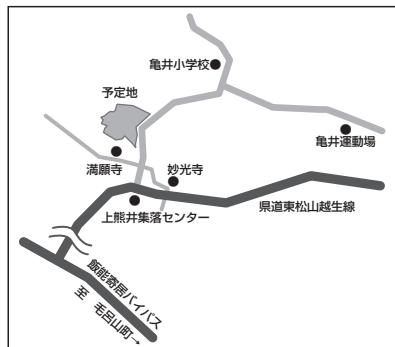 亀井小学校
予定地
亀井運動場
満願寺
妙光寺
上熊井集落センター
県道東松山越生線
飯能寄居バイパス
至 毛呂山町→